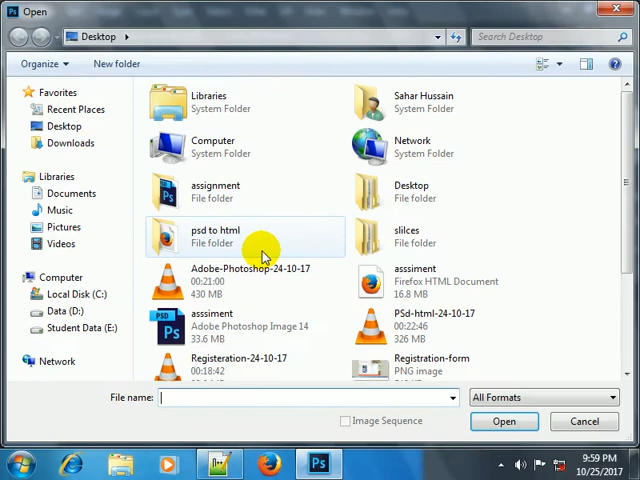 Open
Desktop
Search Desktop
Organize
New folder
Favorites
Recent Places
Desktop
Downloads
Libraries
Documents
Music
Pictures
Videos
Computer
Local Disk (C:)
Data (D:)
Student Data (E:)
Network
Libraries
System Folder
Sahar Hussain
System Folder
Computer
System Folder
Network
System Folder
assignment
File folder
Desktop
File folder
psd to html
File folder
slilces
File folder
Adobe-Photoshop-24-10-17
00:21:00
430 MB
asssiment
Firefox HTML Document
16.8 MB
asssiment
Adobe Photoshop Image 14
33.6 MB
PSd-html-24-10-17
00:22:46
326 MB
Registeration-24-10-17
00:18:42
Registration-form
PNG image
File name:
All Formats
Image Sequence
Open
Cancel
9:59 PM
10/25/2017